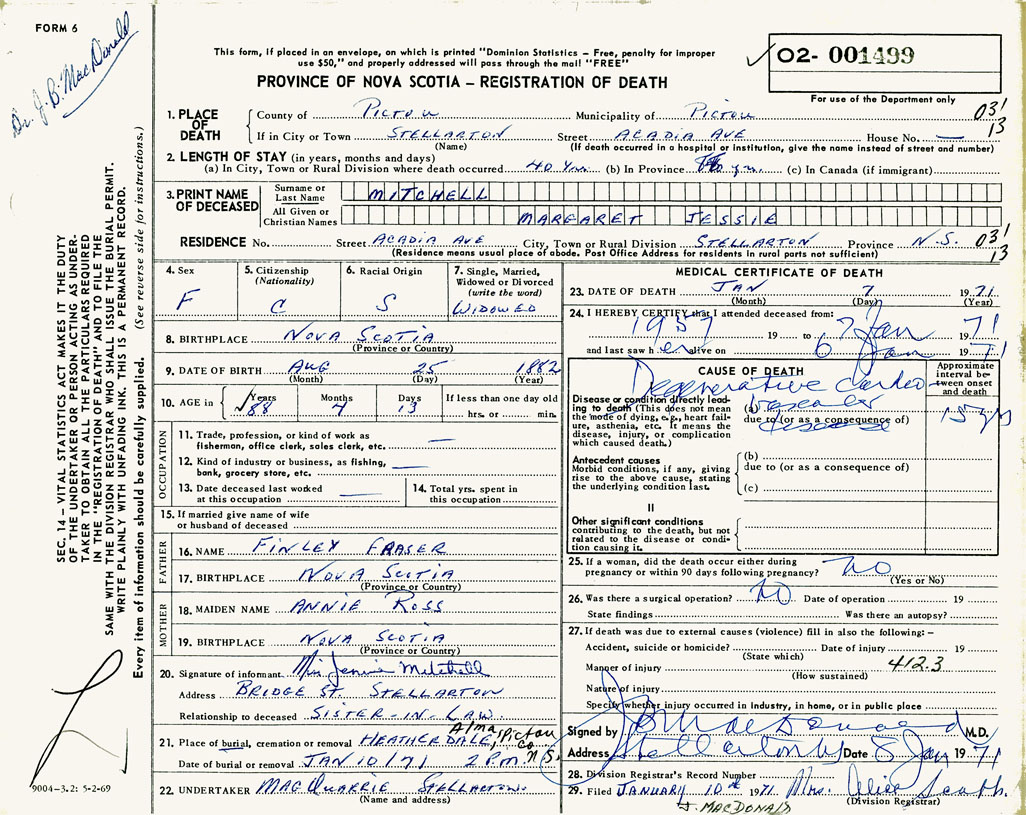 FORM 6
Dr. J. B. MacDonald
This form, if placed in an envelope, on which is printed "Dominion Statistics – Free, penalty for improper
use $50," and properly addressed will pass through the mail "FREE"
PROVINCE OF NOVA SCOTIA – REGISTRATION OF DEATH
O2- 001499
For use of the Department only
SEC. 14 – VITAL STATISTICS ACT MAKES IT THE DUTY
OF THE UNDERTAKER OR PERSON ACTING AS UNDER-
TAKER TO OBTAIN ALL THE PARTICULARS REQUIRED
IN THE "REGISTRATION OF DEATH" AND TO FILE THE
SAME WITH THE DIVISION REGISTRAR WHO SHALL ISSUE THE BURIAL PERMIT.
WRITE PLAINLY WITH UNFADING INK. THIS IS A PERMANENT RECORD.
Every item of information should be carefully supplied. (See reverse side for instructions.)
1. PLACE OF DEATH County of PICTOU Municipality of PICTOU 031
If in City or Town STELLARTON Street ACADIA AVE House No. — 13
(Name) (If death occurred in a hospital or institution, give the name instead of street and number)
2. LENGTH OF STAY (in years, months and days)
(a) In City, Town or Rural Division where death occurred 40 Yrs. (b) In Province yrs. (c) In Canada (if immigrant)
3. PRINT NAME OF DECEASED Surname or Last Name MITCHELL
All Given or Christian Names MARGARET JESSIE
RESIDENCE No. Street ACADIA AVE City, Town or Rural Division STELLARTON Province N.S. 031
(Residence means usual place of abode. Post Office Address for residents in rural parts not sufficient) 13
4. Sex F
5. Citizenship (Nationality) C
6. Racial Origin S
7. Single, Married, Widowed or Divorced (write the word) WIDOWED
8. BIRTHPLACE NOVA SCOTIA
(Province or Country)
9. DATE OF BIRTH AUG 25 1882
(Month) (Day) (Year)
10. AGE in Years 88 Months 4 Days 13 If less than one day old
hrs. or min.
OCCUPATION
11. Trade, profession, or kind of work as fisherman, office clerk, sales clerk, etc. —
12. Kind of industry or business, as fishing, bank, grocery store, etc. —
13. Date deceased last worked at this occupation —
14. Total yrs. spent in this occupation
15. If married give name of wife or husband of deceased
FATHER
16. NAME FINLEY FRASER
17. BIRTHPLACE NOVA SCOTIA
(Province or Country)
MOTHER
18. MAIDEN NAME ANNIE ROSS
19. BIRTHPLACE NOVA SCOTIA
(Province or Country)
20. Signature of informant Mrs Jennie Mitchell
Address BRIDGE ST. STELLARTON
Relationship to deceased SISTER-IN-LAW
21. Place of burial, cremation or removal HEATHERDALE, Alma, Pictou Co N.S.
Date of burial or removal JAN 10/71 2 PM
22. UNDERTAKER MACQUARRIE STELLARTON.
(Name and address)
9004-3.2: 5-2-69
MEDICAL CERTIFICATE OF DEATH
23. DATE OF DEATH JAN 7 1971
(Month) (Day) (Year)
24. I HEREBY CERTIFY that I attended deceased from:
1957 19 to 7 Jan 1971
and last saw her alive on 6 Jan 1971
CAUSE OF DEATH
Approximate interval between onset and death
Disease or condition directly leading to death (This does not mean the mode of dying, e.g., heart failure, asthenia, etc. It means the disease, injury, or complication which caused death.)
(a) Degenerative Cardio vascular disease 15 yrs
due to (or as a consequence of)
Antecedent causes
Morbid conditions, if any, giving rise to the above cause, stating the underlying condition last.
(b)
due to (or as a consequence of)
(c)
II
Other significant conditions
contributing to the death, but not related to the disease or condition causing it.
25. If a woman, did the death occur either during
pregnancy or within 90 days following pregnancy? No
(Yes or No)
26. Was there a surgical operation? No Date of operation 19
State findings Was there an autopsy?
27. If death was due to external causes (violence) fill in also the following: –
Accident, suicide or homicide? Date of injury 19
(State which)
Manner of injury 412.3
(How sustained)
Nature of injury
Specify whether injury occurred in industry, in home, or in public place
Signed by M.D.
Address Stellarton NS Date 8 Jan 1971
28. Division Registrar's Record Number
29. Filed JANUARY 10th 1971 Mrs. Alice
(Division Registrar)
J. MACDONALD